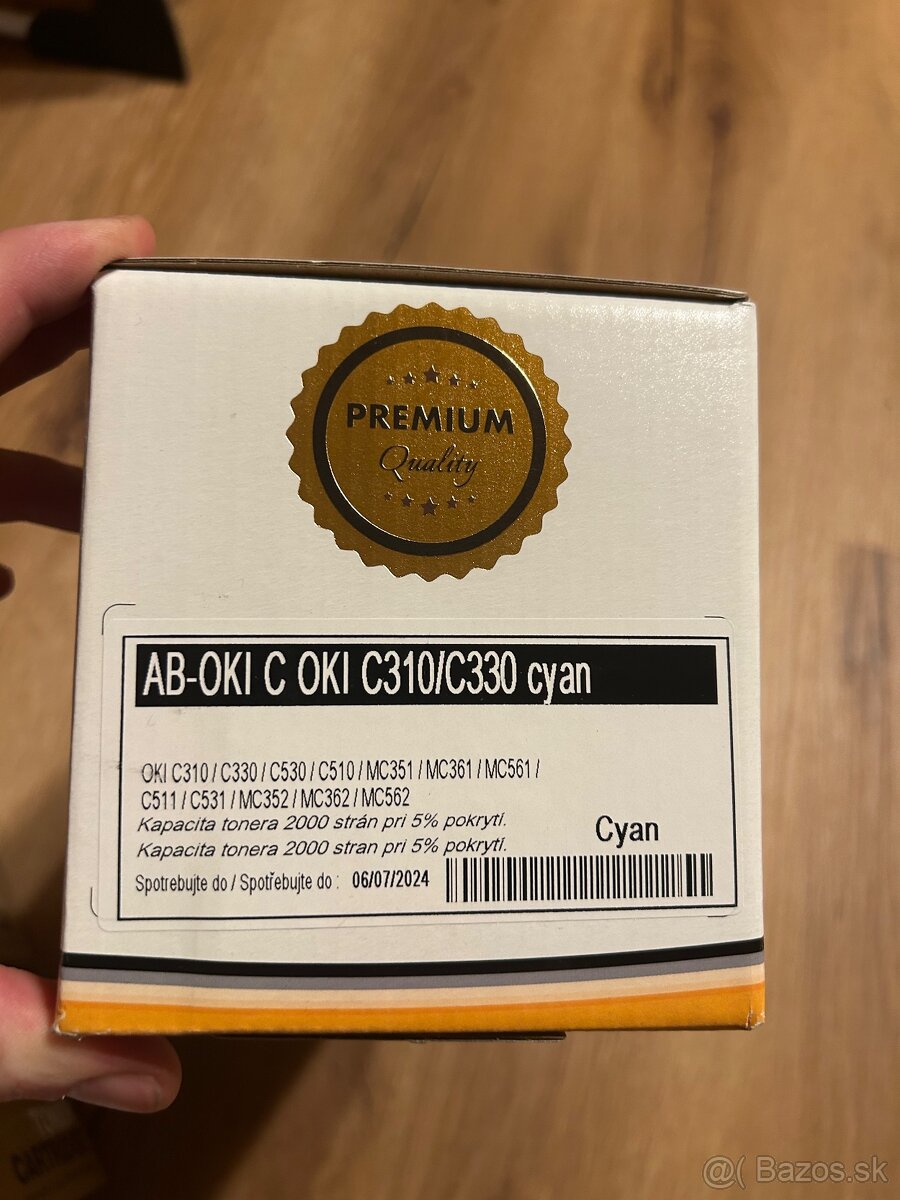 PREMIUM
Quality
AB-OKI C OKI C310/C330 cyan
OKI C310 / C330 / C530 / C510 / MC351 / MC361 / MC561 /
C511 / C531 / MC352 / MC362 / MC562
Kapacita tonera 2000 strán pri 5% pokrytí.
Kapacita tonera 2000 stran pri 5% pokrytí.
Cyan
Spotrebujte do / Spotřebujte do : 06/07/2024
@( Bazos.sk